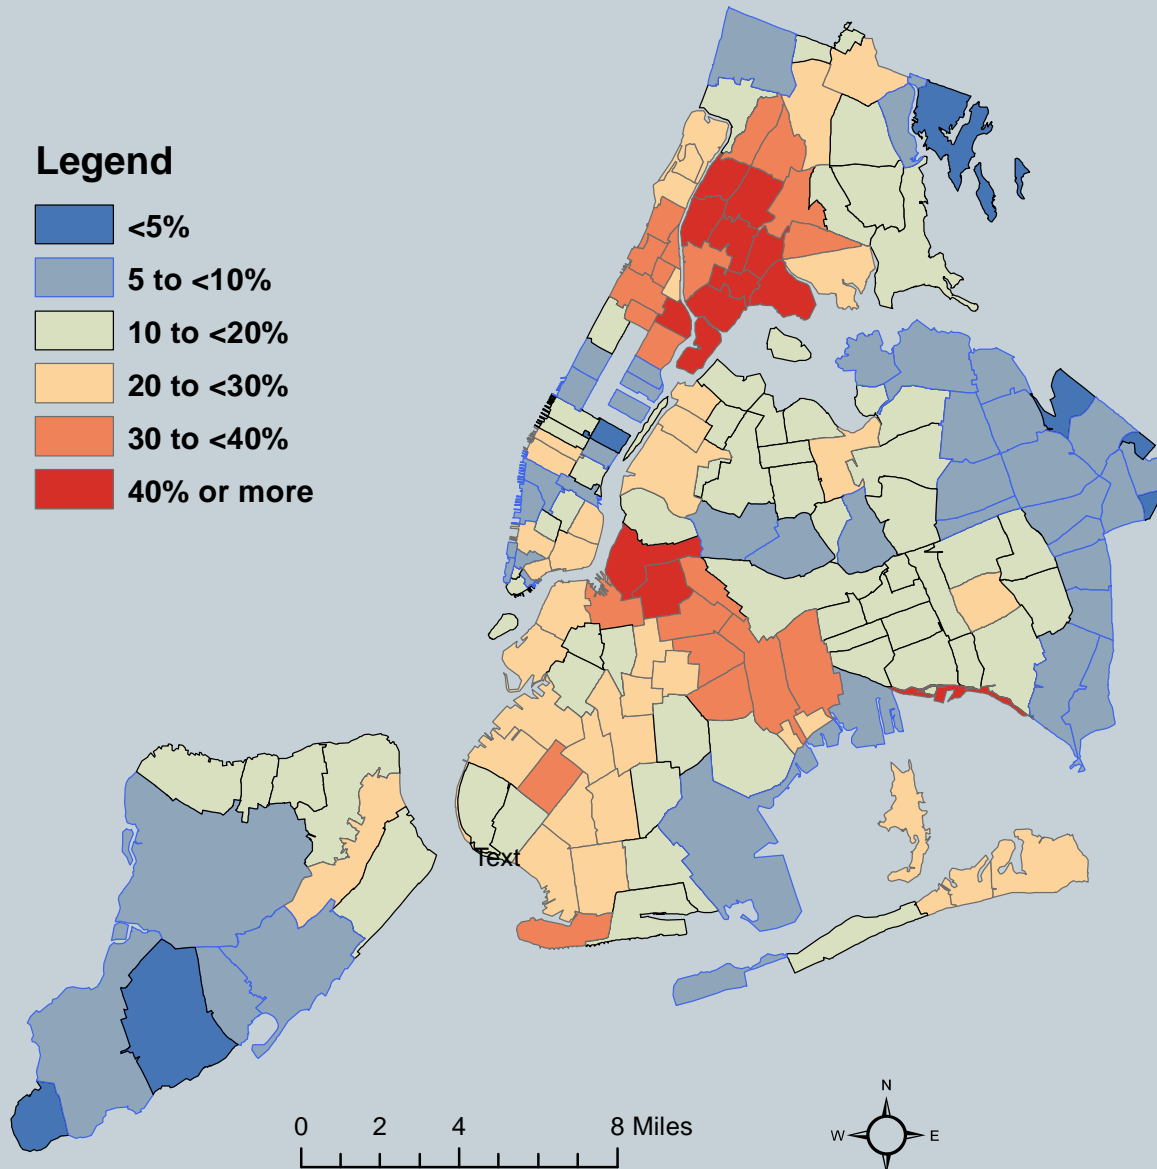 Legend
<5%
5 to <10%
10 to <20%
20 to <30%
30 to <40%
40% or more
Text
0 2 4 8 Miles
N
W E
S